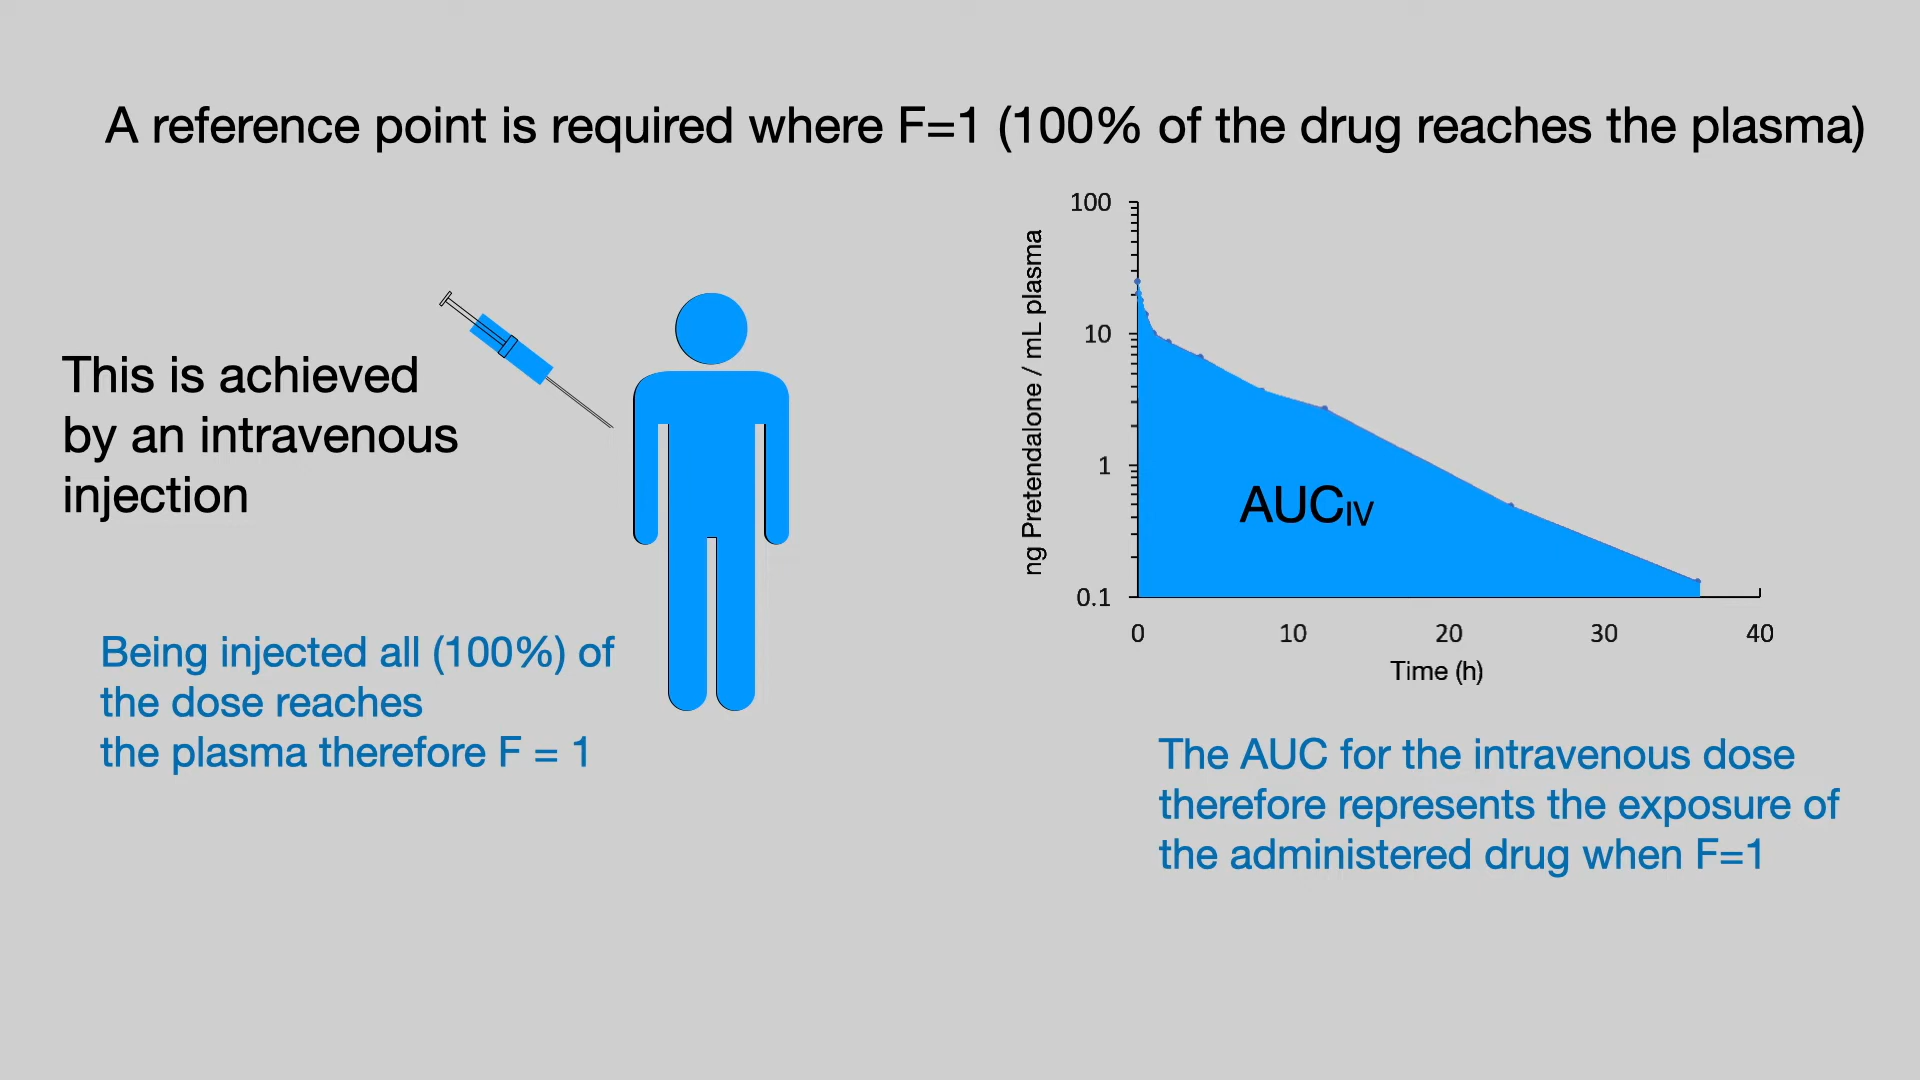 A reference point is required where F=1 (100% of the drug reaches the plasma)
This is achieved
by an intravenous
injection
Being injected all (100%) of
the dose reaches
the plasma therefore F = 1
ng Pretendalone / mL plasma
100
10
1
0.1
AUCIV
0 10 20 30 40
Time (h)
The AUC for the intravenous dose
therefore represents the exposure of
the administered drug when F=1